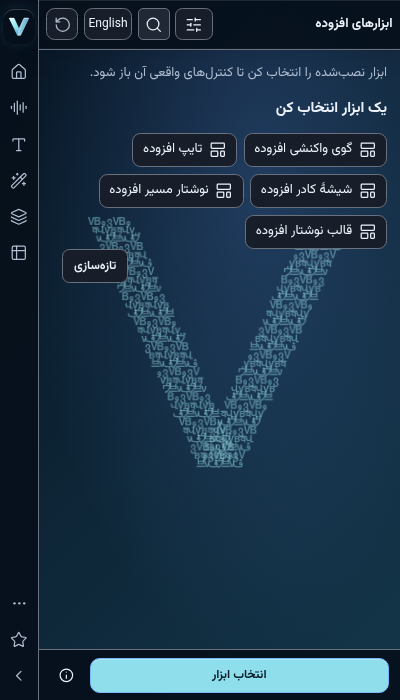 ابزارهای افزوده
English
ابزار نصب‌شده را انتخاب کن تا کنترل‌های واقعی آن باز شود.
یک ابزار انتخاب کن
گوی واکنشی افزوده
تایپ افزوده
شیشهٔ کادر افزوده
نوشتار مسیر افزوده
قالب نوشتار افزوده
تازه‌سازی
انتخاب ابزار